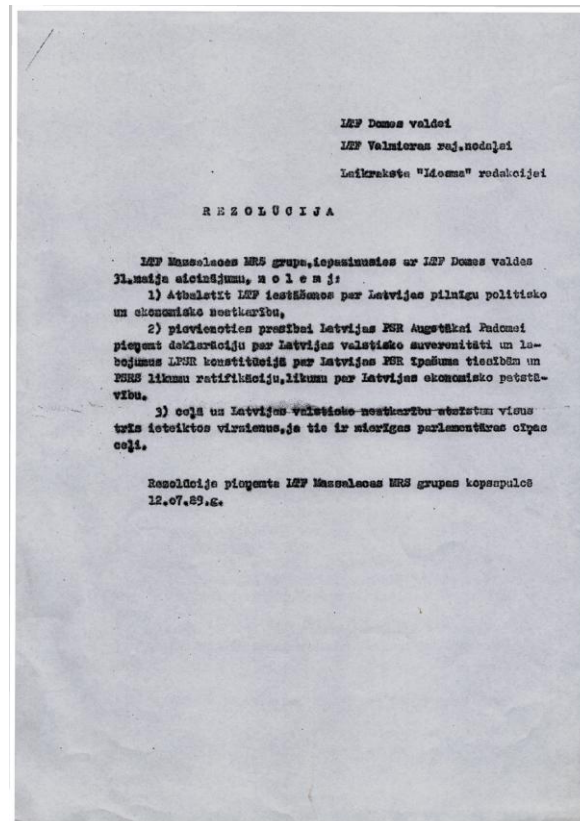 LTF Domes valdei
LTF Valmieras raj.nodaļai
Laikraksta "Liesma" redakcijai
REZOLŪCIJA
LTF Mazsalacas MRS grupa,iepazinusies ar LTF Domes valdes
31.maija aicinājumu, n o l e m j:
1) Atbalstīt LTF iestāšanos par Latvijas pilnīgu politisko
un ekonomisko neatkarību,
2) pievienoties prasībai Latvijas PSR Augstākai Padomei
pieņemt deklarāciju par Latvijas valstisko suverenitāti un la-
bojumus LPSR konstitūcijā par Latvijas PSR īpašuma tiesībām un
PSRS likumu ratifikāciju,likumu par Latvijas ekonomisko patstā-
vību.
3) ceļā uz Latvijas valstisko neatkarību atzīstam visus
trīs ieteiktos virzienus,ja tie ir mierīgas parlamentāras cīņas
ceļi.
Rezolūcija pieņemta LTF Mazsalacas MRS grupas kopsapulcē
12.07.89.g.